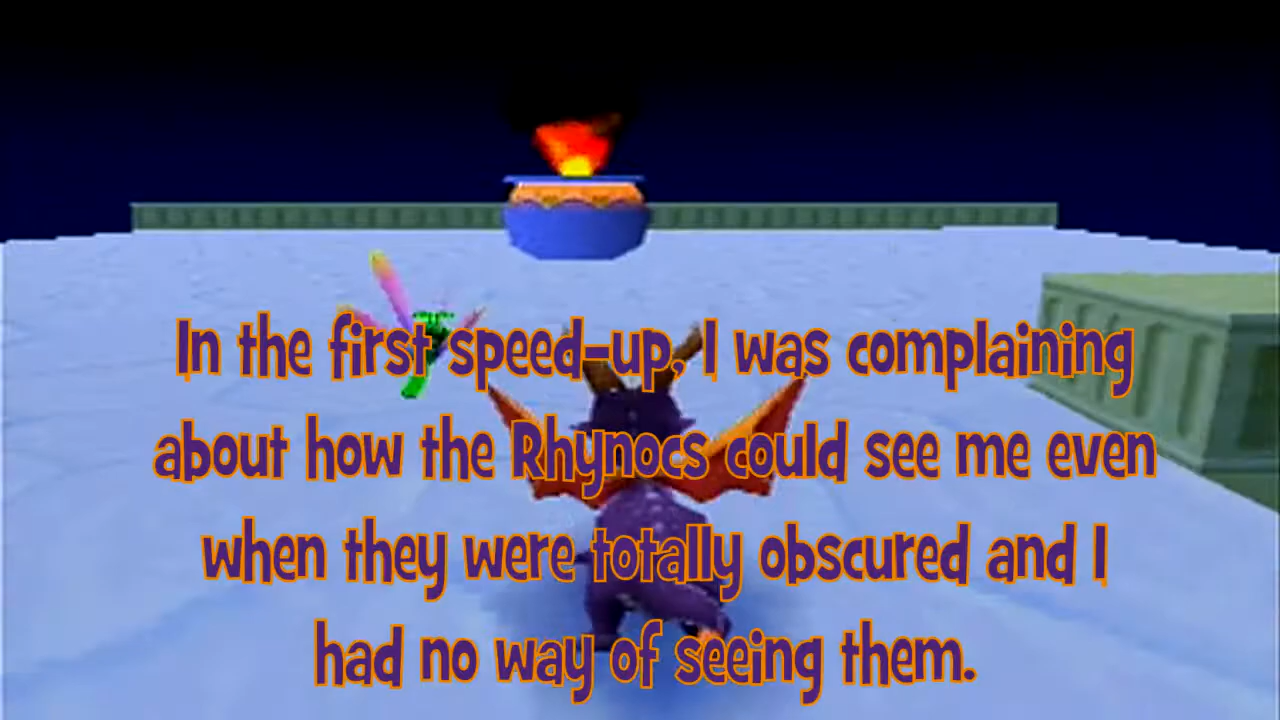 In the first speed-up, I was complaining
about how the Rhynocs could see me even
when they were totally obscured and I
had no way of seeing them.